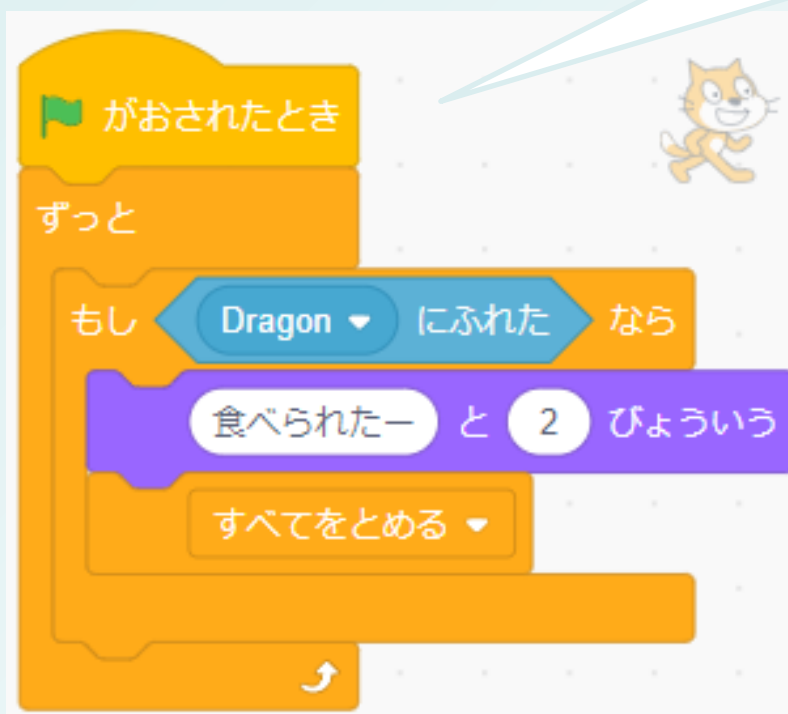 がおされたとき
ずっと
もし Dragon にふれた なら
食べられたー と 2 びょういう
すべてをとめる